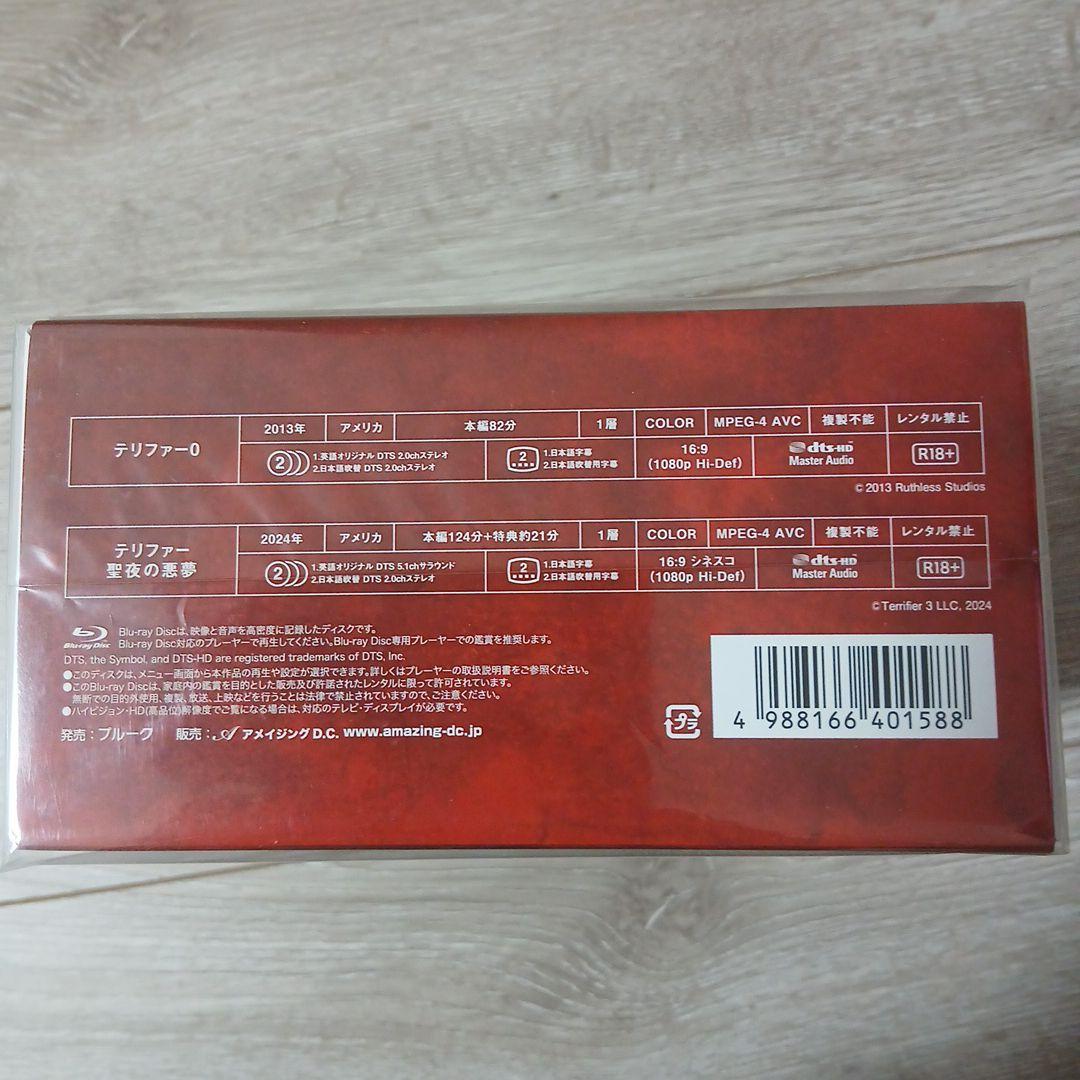 テリファー0
2013年 アメリカ 本編82分 1層 COLOR MPEG-4 AVC 複製不能 レンタル禁止
2 1.英語オリジナル DTS 2.0chステレオ
2.日本語吹替 DTS 2.0chステレオ
2 1.日本語字幕
2.日本語吹替用字幕
16:9
(1080p Hi-Def)
dts-HD
Master Audio
R18+
©2013 Ruthless Studios
テリファー
聖夜の悪夢
2024年 アメリカ 本編124分+特典約21分 1層 COLOR MPEG-4 AVC 複製不能 レンタル禁止
2 1.英語オリジナル DTS 5.1chサラウンド
2.日本語吹替 DTS 2.0chステレオ
2 1.日本語字幕
2.日本語吹替用字幕
16:9 シネスコ
(1080p Hi-Def)
dts-HD
Master Audio
R18+
©Terrifier 3 LLC, 2024
Blu-ray Disc
Blu-ray Discは、映像と音声を高密度に記録したディスクです。
Blu-ray Disc対応のプレーヤーで再生してください。Blu-ray Disc専用プレーヤーでの鑑賞を推奨します。
DTS, the Symbol, and DTS-HD are registered trademarks of DTS, Inc.
●このディスクは、メニュー画面から本作品の再生や設定が選択できます。詳しくはプレーヤーの取扱説明書をご参照ください。
●このBlu-ray Discは、家庭内の鑑賞を目的とした販売及び許諾されたレンタルに限って許可されています。
無断での目的外使用、複製、放送、上映などを行うことは法律で禁止されていますので、ご注意ください。
●ハイビジョン・HD(高品位)解像度でご覧になる場合は、対応のテレビ・ディスプレイが必要です。
発売：ブルーク 販売：A アメイジングD.C. www.amazing-dc.jp
プラ
4 988166 401588